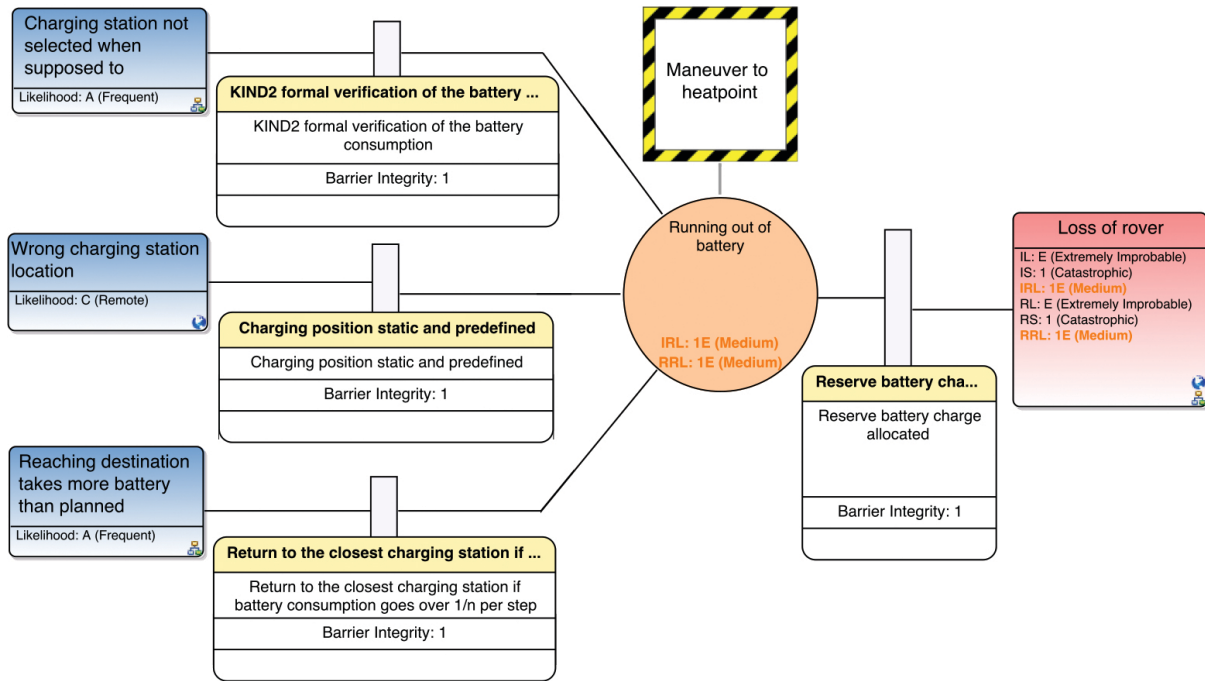 Charging station not
selected when
supposed to
Likelihood: A (Frequent)
KIND2 formal verification of the battery ...
KIND2 formal verification of the battery
consumption
Barrier Integrity: 1
Maneuver to
heatpoint
Wrong charging station
location
Likelihood: C (Remote)
Charging position static and predefined
Charging position static and predefined
Barrier Integrity: 1
Running out of
battery
IRL: 1E (Medium)
RRL: 1E (Medium)
Loss of rover
IL: E (Extremely Improbable)
IS: 1 (Catastrophic)
IRL: 1E (Medium)
RL: E (Extremely Improbable)
RS: 1 (Catastrophic)
RRL: 1E (Medium)
Reserve battery cha...
Reserve battery charge
allocated
Barrier Integrity: 1
Reaching destination
takes more battery
than planned
Likelihood: A (Frequent)
Return to the closest charging station if ...
Return to the closest charging station if
battery consumption goes over 1/n per step
Barrier Integrity: 1